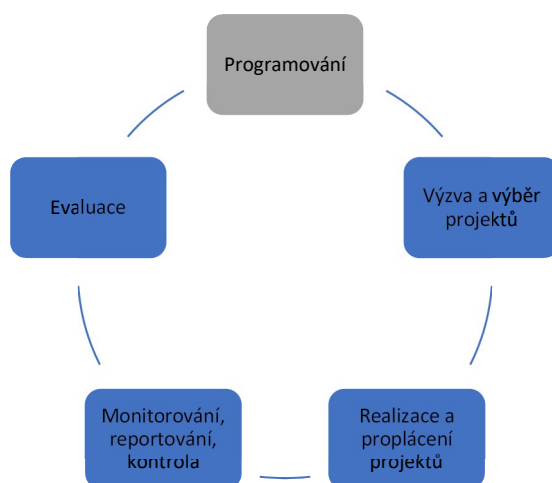 Programování
Výzva a výběr
projektů
Realizace a
proplácení
projektů
Monitorování,
reportování,
kontrola
Evaluace